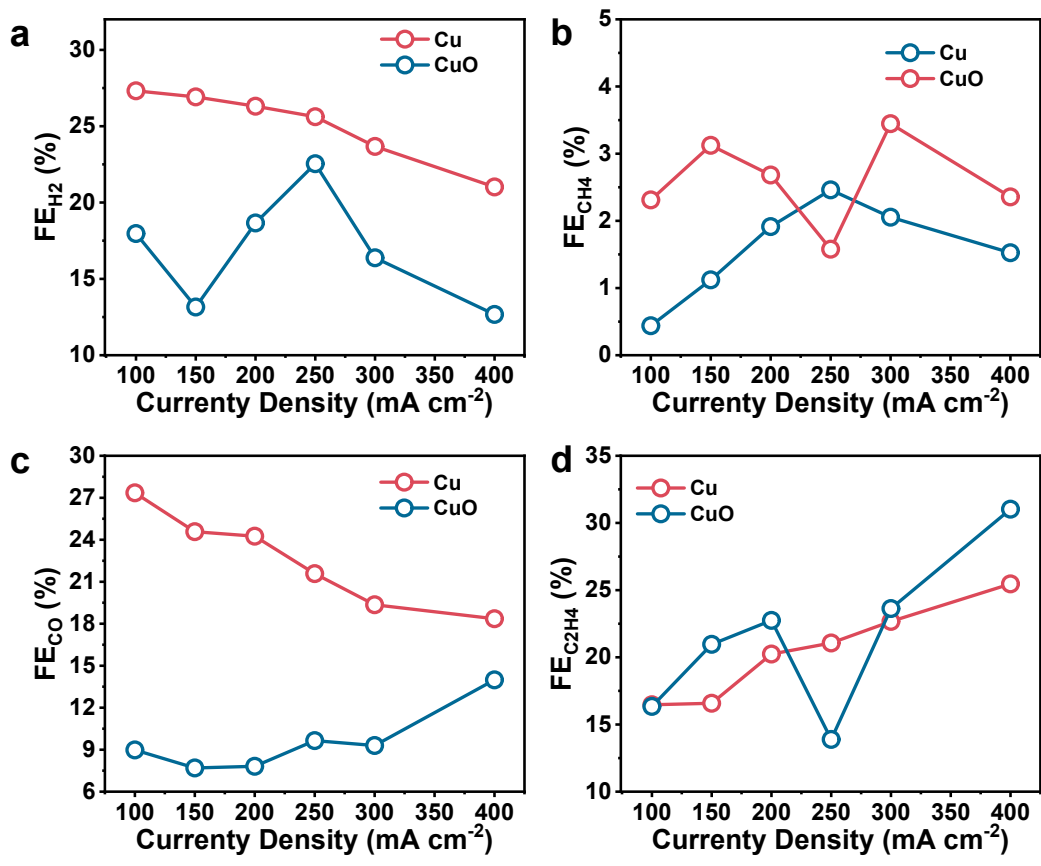 a
Cu
CuO
30
25
20
15
10
FE_H2 (%)
100 150 200 250 300 350 400
Currenty Density (mA cm⁻²)
b
Cu
CuO
5
4
3
2
1
0
FE_CH4 (%)
100 150 200 250 300 350 400
Currenty Density (mA cm⁻²)
c
Cu
CuO
30
27
24
21
18
15
12
9
6
FE_CO (%)
100 150 200 250 300 350 400
Currenty Density (mA cm⁻²)
d
Cu
CuO
35
30
25
20
15
10
FE_C2H4 (%)
100 150 200 250 300 350 400
Currenty Density (mA cm⁻²)